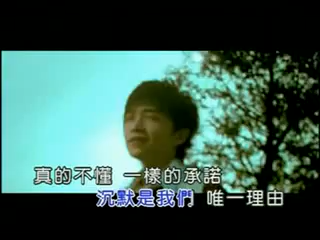 真的不懂 一樣的承諾
沉默是我們 唯一理由